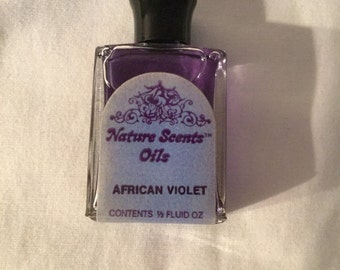 Nature Scents™
Oils
AFRICAN VIOLET
CONTENTS ½ FLUID OZ